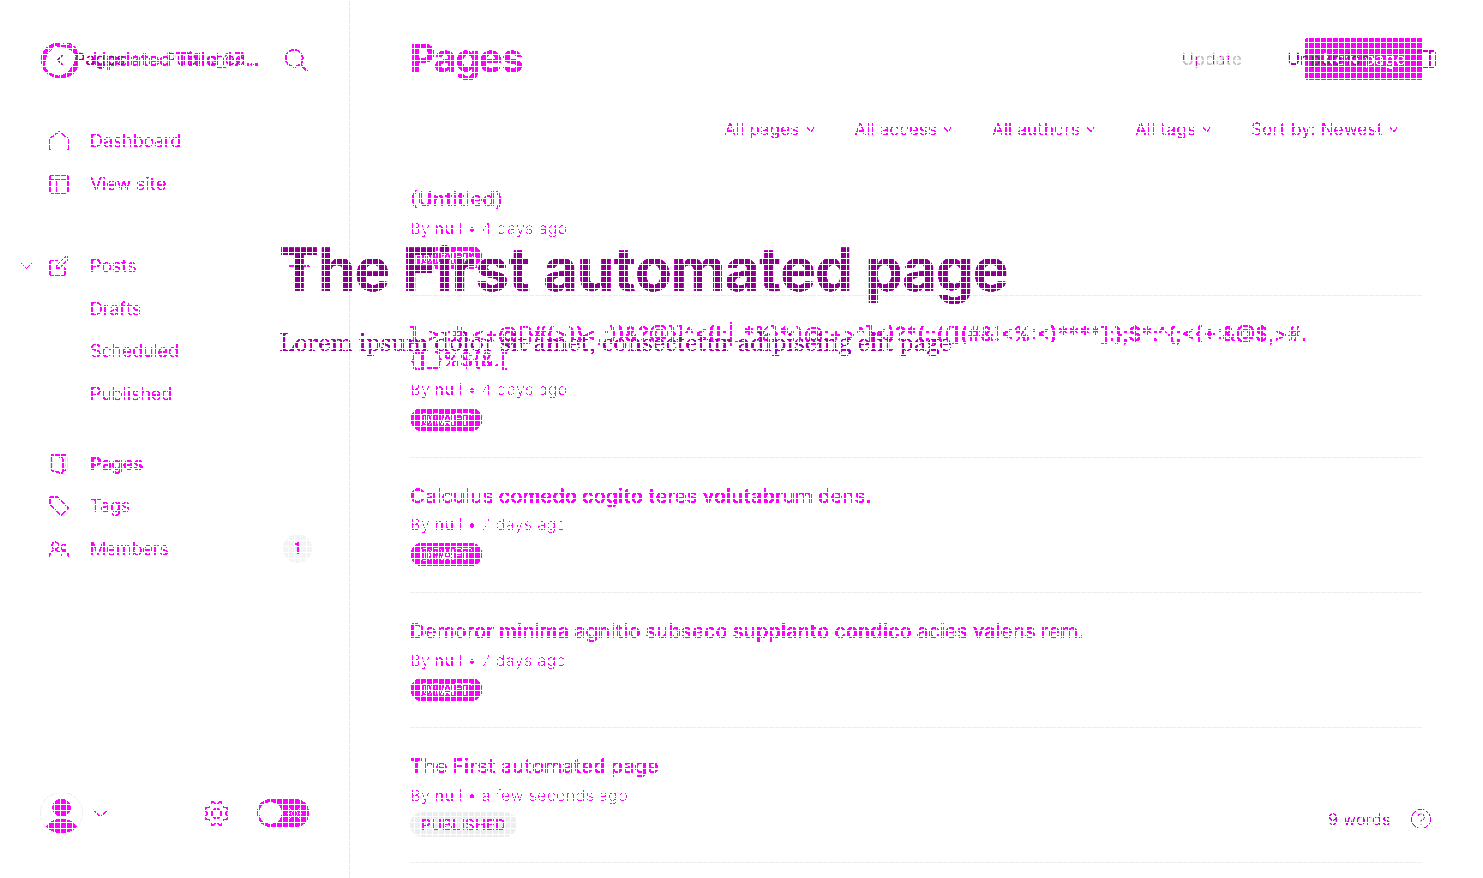 Pages
Update
All pages
All access
All authors
All tags
Sort by: Newest
Dashboard
View site
(Untitled)
By null • 4 days ago
Posts
The First automated page
Drafts
Lorem ipsum dolor sit amet, consectetur adipiscing elit page
Scheduled
By null • 4 days ago
Published
Pages
Calculus comedo cogito teres volutabrum dens.
Tags
By null • 7 days ago
Members
1
Demoror minima agnitio subseco supplanto condico acies valens rem.
By null • 7 days ago
The First automated page
By null • a few seconds ago
PUBLISHED
9 words